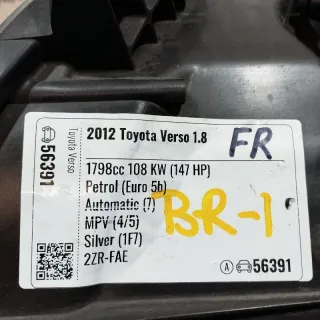 2012 Toyota Verso 1.8
FR
1798cc 108 KW (147 HP)
Petrol (Euro 5b)
Automatic (7)
MPV (4/5)
Silver (1F7)
2ZR-FAE
BR-1
A 56391
56391
Toyota Verso